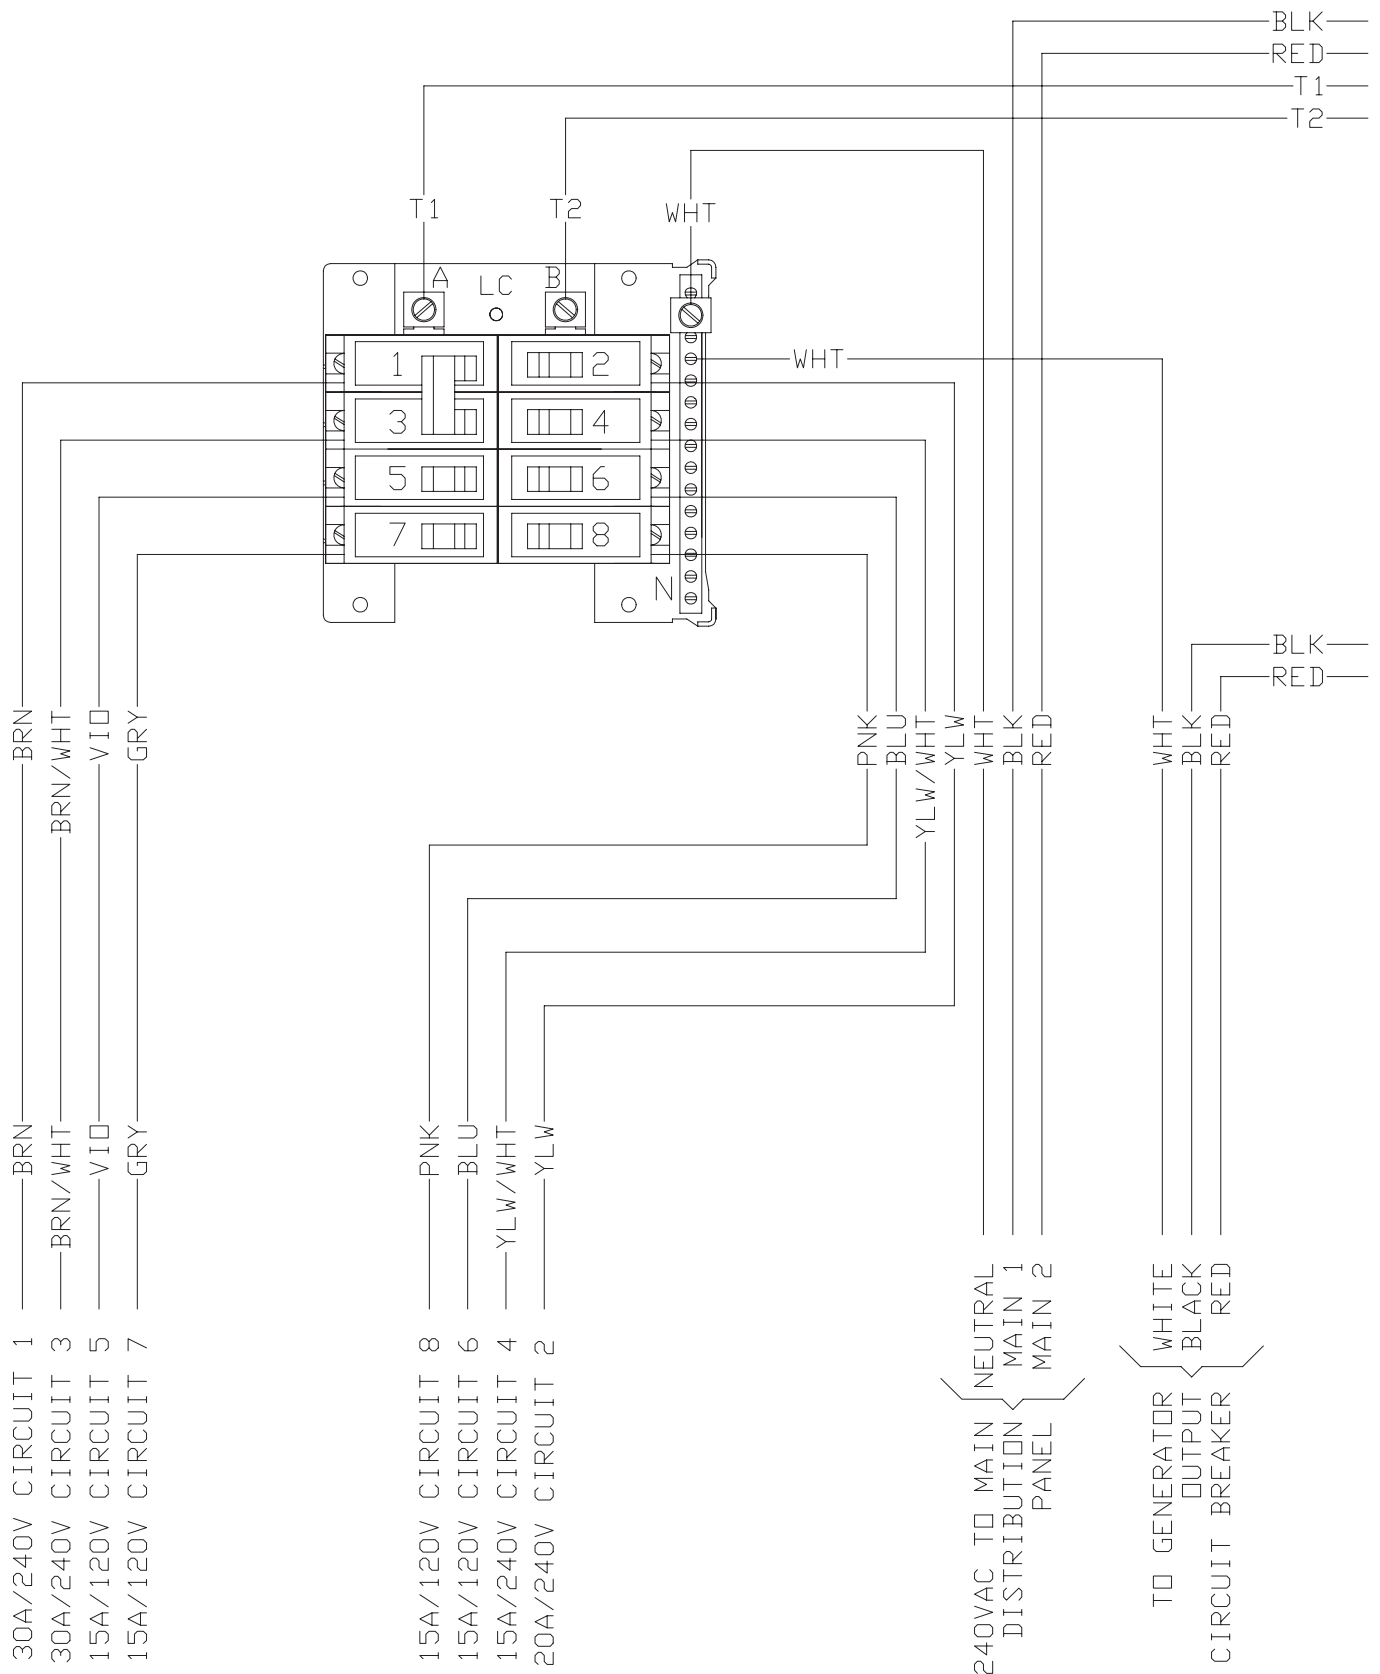 BLK
RED
T1
T2
T1
T2
WHT
A
LC
B
1
2
WHT
3
4
5
6
7
8
N
BLK
RED
BRN
BRN/WHT
VIO
GRY
PNK
BLU
YLW/WHT
YLW
WHT
BLK
RED
WHT
BLK
RED
BRN
BRN/WHT
VIO
GRY
PNK
BLU
YLW/WHT
YLW
30A/240V CIRCUIT 1
30A/240V CIRCUIT 3
15A/120V CIRCUIT 5
15A/120V CIRCUIT 7
15A/120V CIRCUIT 8
15A/120V CIRCUIT 6
15A/240V CIRCUIT 4
20A/240V CIRCUIT 2
NEUTRAL
MAIN 1
MAIN 2
240VAC TO MAIN
DISTRIBUTION
PANEL
WHITE
BLACK
RED
TO GENERATOR
OUTPUT
CIRCUIT BREAKER